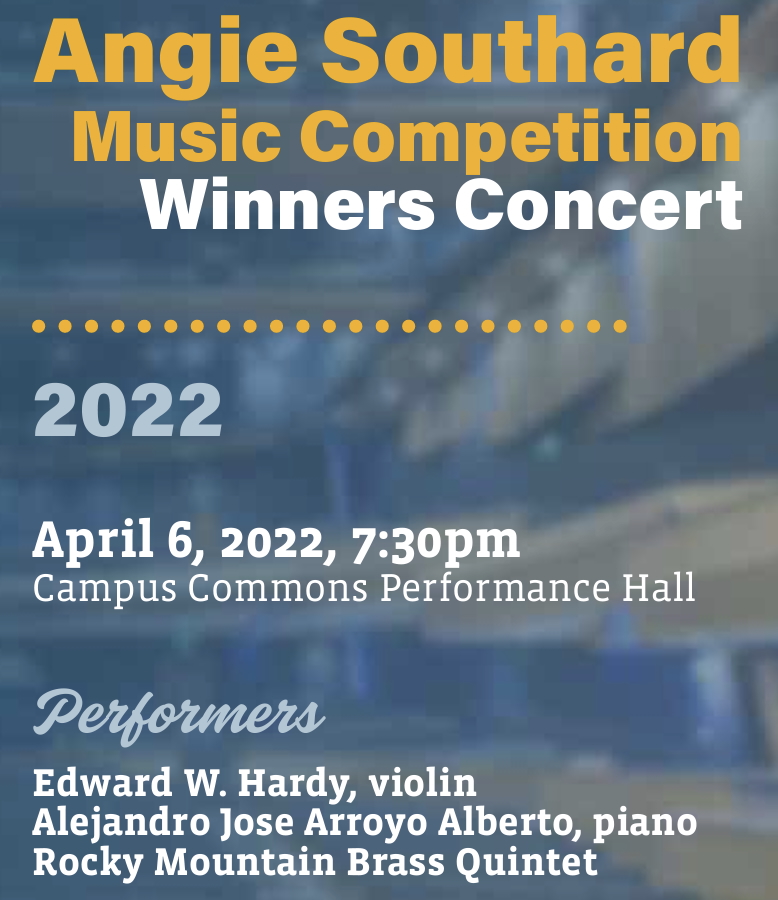 Angie Southard
Music Competition
Winners Concert
2022
April 6, 2022, 7:30pm
Campus Commons Performance Hall
Performers
Edward W. Hardy, violin
Alejandro Jose Arroyo Alberto, piano
Rocky Mountain Brass Quintet